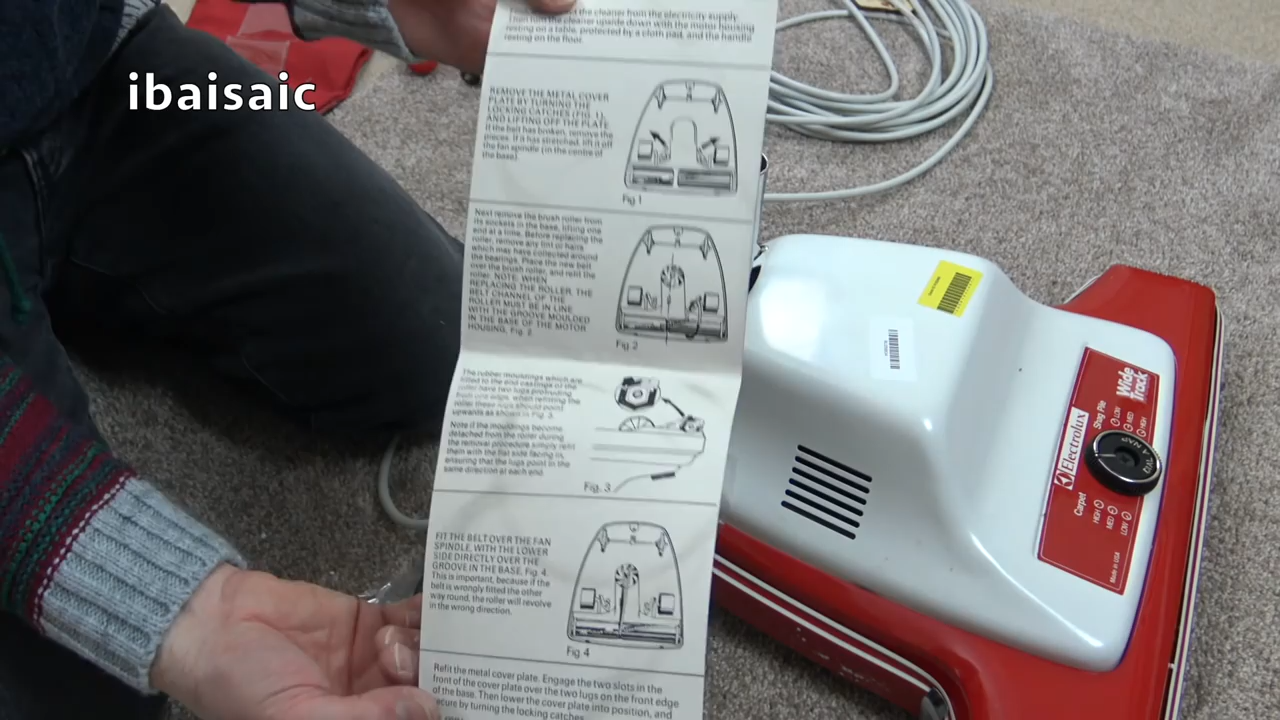 ibaisaic
the cleaner from the electricity supply.
Then turn the cleaner upside down with the motor housing
resting on a table, protected by a cloth pad, and the handle
resting on the floor.
REMOVE THE METAL COVER
PLATE BY TURNING THE
LOCKING CATCHES (FIG. 1),
AND LIFTING OFF THE PLATE.
If the belt has broken, remove the
pieces. If it has stretched, lift it off
the fan spindle (in the centre of
the base).
Fig 1
Next remove the brush roller from
its sockets in the base, lifting one
end at a time. Before replacing the
roller, remove any lint or hairs
which may have collected around
the bearings. Place the new belt
over the brush roller, and refit the
roller. NOTE: WHEN
REPLACING THE ROLLER, THE
BELT CHANNEL OF THE
ROLLER MUST BE IN LINE
WITH THE GROOVE MOULDED
IN THE BASE OF THE MOTOR
HOUSING, Fig. 2.
Fig 2
The rubber mouldings which are
fitted to the end castings of the
roller have two lugs protruding
from one edge, when refitting the
roller these lugs should point
upwards as shown in Fig. 3.
Note if the mouldings become
detached from the roller during
the removal procedure simply refit
them with the flat side facing in,
ensuring that the lugs point in the
same direction at each end.
Fig. 3
FIT THE BELT OVER THE FAN
SPINDLE, WITH THE LOWER
SIDE DIRECTLY OVER THE
GROOVE IN THE BASE, Fig. 4.
This is important, because if the
belt is wrongly fitted the other
way round, the roller will revolve
in the wrong direction.
Fig 4
Refit the metal cover plate. Engage the two slots in the
front of the cover plate over the two lugs on the front edge
of the base. Then lower the cover plate into position, and
secure by turning the locking catches.
Electrolux
Wide
Track
Shag Pile
LOW
MED
HIGH
Carpet
HIGH
MED
LOW
Made in USA